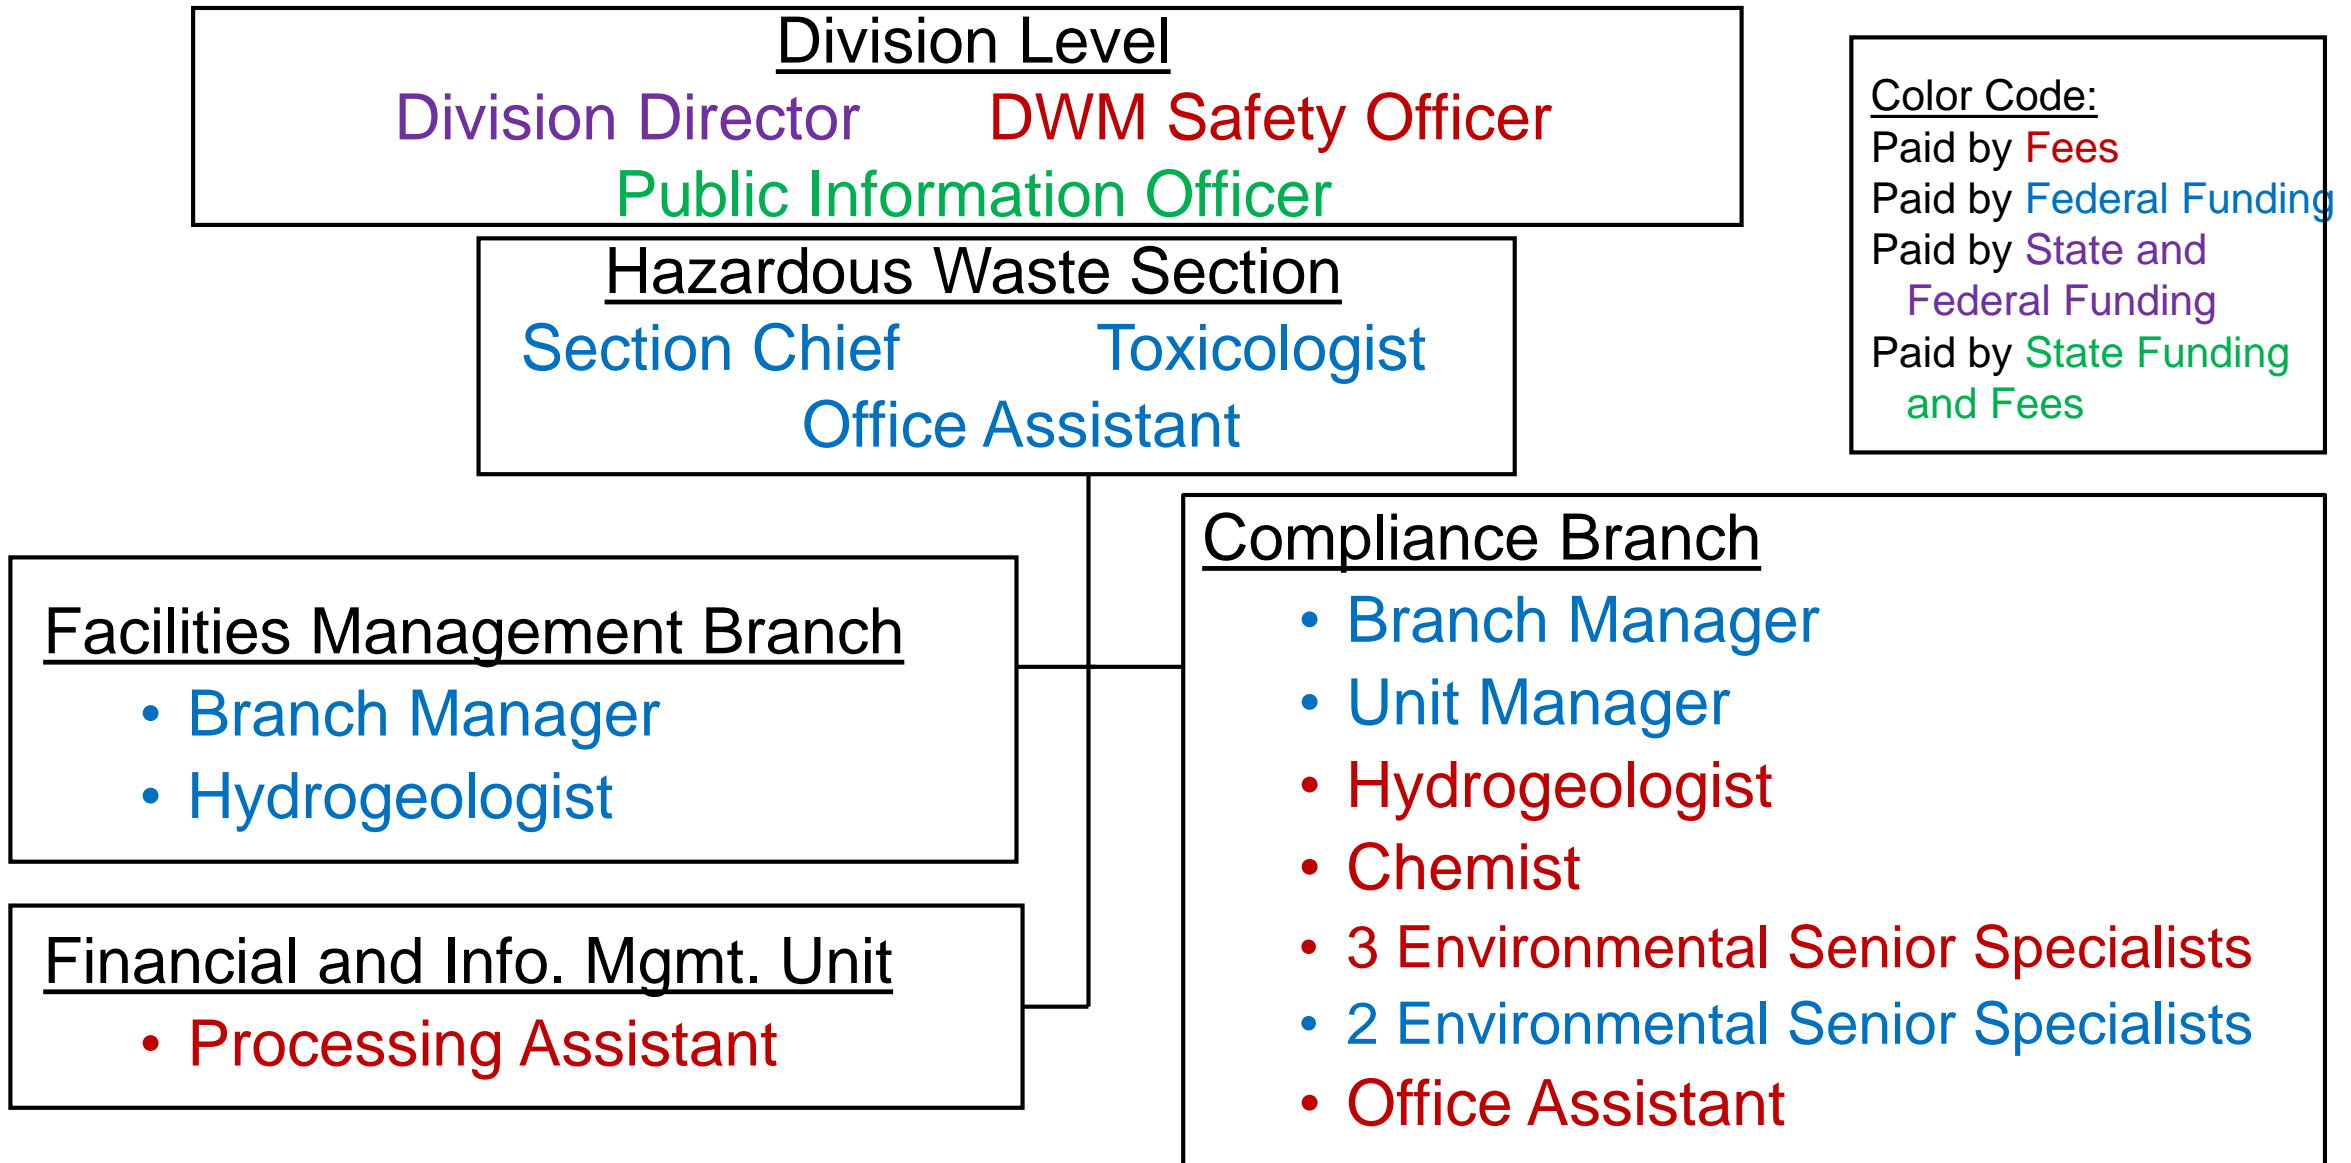 Division Level
Division Director DWM Safety Officer
Public Information Officer
Color Code:
Paid by Fees
Paid by Federal Funding
Paid by State and
Federal Funding
Paid by State Funding
and Fees
Hazardous Waste Section
Section Chief Toxicologist
Office Assistant
Facilities Management Branch
• Branch Manager
• Hydrogeologist
Financial and Info. Mgmt. Unit
• Processing Assistant
Compliance Branch
• Branch Manager
• Unit Manager
• Hydrogeologist
• Chemist
• 3 Environmental Senior Specialists
• 2 Environmental Senior Specialists
• Office Assistant